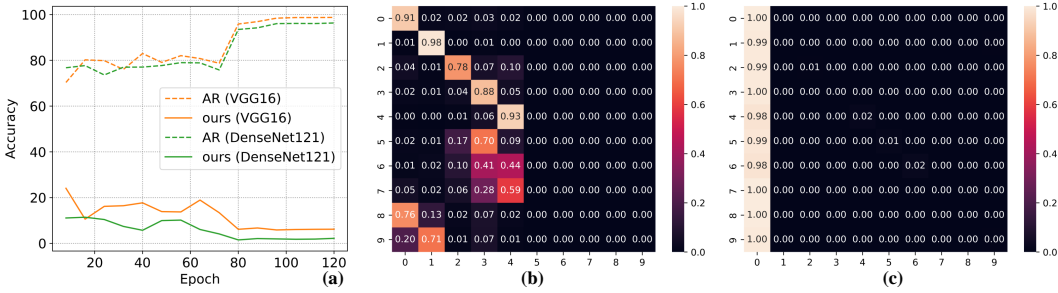 100
80
60
40
20
0
Accuracy
AR (VGG16)
ours (VGG16)
AR (DenseNet121)
ours (DenseNet121)
20 40 60 80 100 120
Epoch
(a)
0 0.91 0.02 0.02 0.03 0.02 0.00 0.00 0.00 0.00 0.00
1 0.01 0.98 0.00 0.01 0.00 0.00 0.00 0.00 0.00 0.00
2 0.04 0.01 0.78 0.07 0.10 0.00 0.00 0.00 0.00 0.00
3 0.02 0.01 0.04 0.88 0.05 0.00 0.00 0.00 0.00 0.00
4 0.00 0.00 0.01 0.06 0.93 0.00 0.00 0.00 0.00 0.00
5 0.02 0.01 0.17 0.70 0.09 0.00 0.00 0.00 0.00 0.00
6 0.01 0.02 0.10 0.41 0.44 0.00 0.00 0.00 0.00 0.00
7 0.05 0.02 0.06 0.28 0.59 0.00 0.00 0.00 0.00 0.00
8 0.76 0.13 0.02 0.07 0.02 0.00 0.00 0.00 0.00 0.00
9 0.20 0.71 0.01 0.07 0.01 0.00 0.00 0.00 0.00 0.00
0 1 2 3 4 5 6 7 8 9
(b)
1.0
0.8
0.6
0.4
0.2
0.0
0 1.00 0.00 0.00 0.00 0.00 0.00 0.00 0.00 0.00 0.00
1 0.99 0.00 0.00 0.00 0.00 0.00 0.00 0.00 0.00 0.00
2 0.99 0.00 0.01 0.00 0.00 0.00 0.00 0.00 0.00 0.00
3 0.99 0.00 0.00 0.00 0.00 0.00 0.00 0.00 0.00 0.00
4 0.98 0.00 0.00 0.00 0.02 0.00 0.00 0.00 0.00 0.00
5 0.99 0.00 0.00 0.00 0.00 0.01 0.00 0.00 0.00 0.00
6 0.98 0.00 0.00 0.00 0.00 0.00 0.02 0.00 0.00 0.00
7 1.00 0.00 0.00 0.00 0.00 0.00 0.00 0.00 0.00 0.00
8 1.00 0.00 0.00 0.00 0.00 0.00 0.00 0.00 0.00 0.00
9 1.00 0.00 0.00 0.00 0.00 0.00 0.00 0.00 0.00 0.00
0 1 2 3 4 5 6 7 8 9
(c)
1.0
0.8
0.6
0.4
0.2
0.0